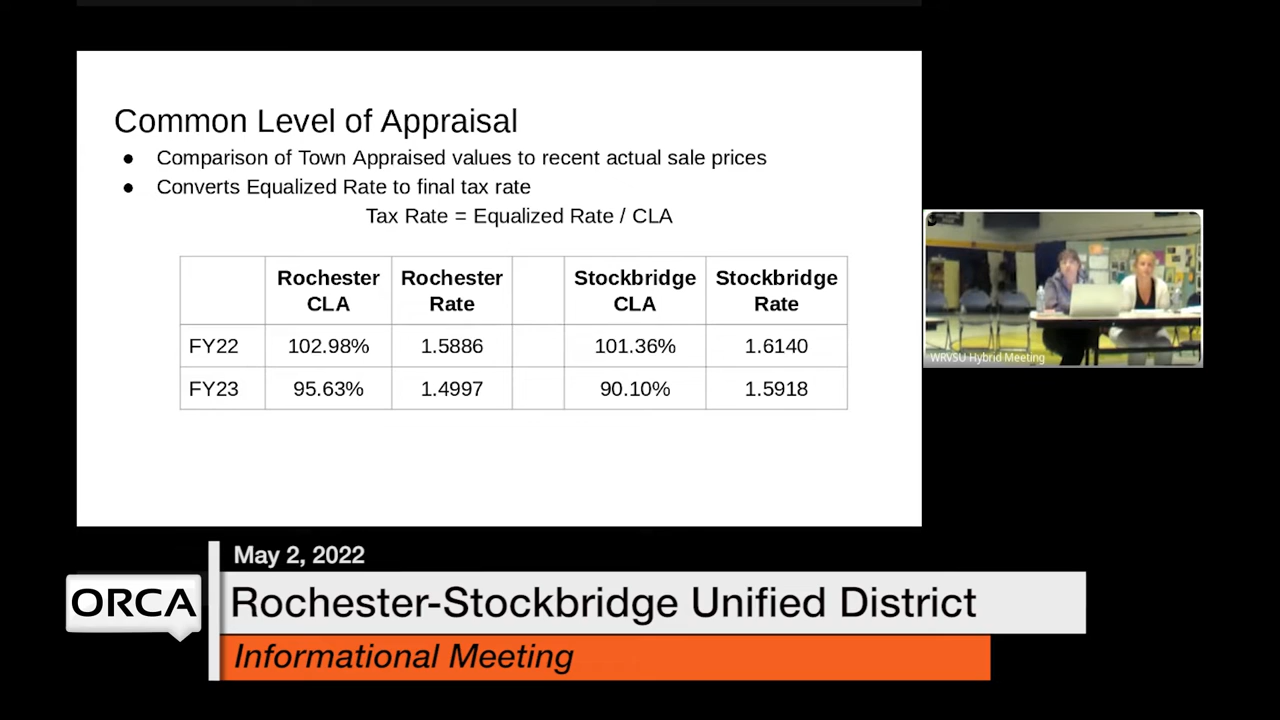 Common Level of Appraisal
● Comparison of Town Appraised values to recent actual sale prices
● Converts Equalized Rate to final tax rate
Tax Rate = Equalized Rate / CLA
Rochester CLA Rochester Rate Stockbridge CLA Stockbridge Rate
FY22 102.98% 1.5886 101.36% 1.6140
FY23 95.63% 1.4997 90.10% 1.5918
WRVSU Hybrid Meeting
May 2, 2022
ORCA
Rochester-Stockbridge Unified District
Informational Meeting